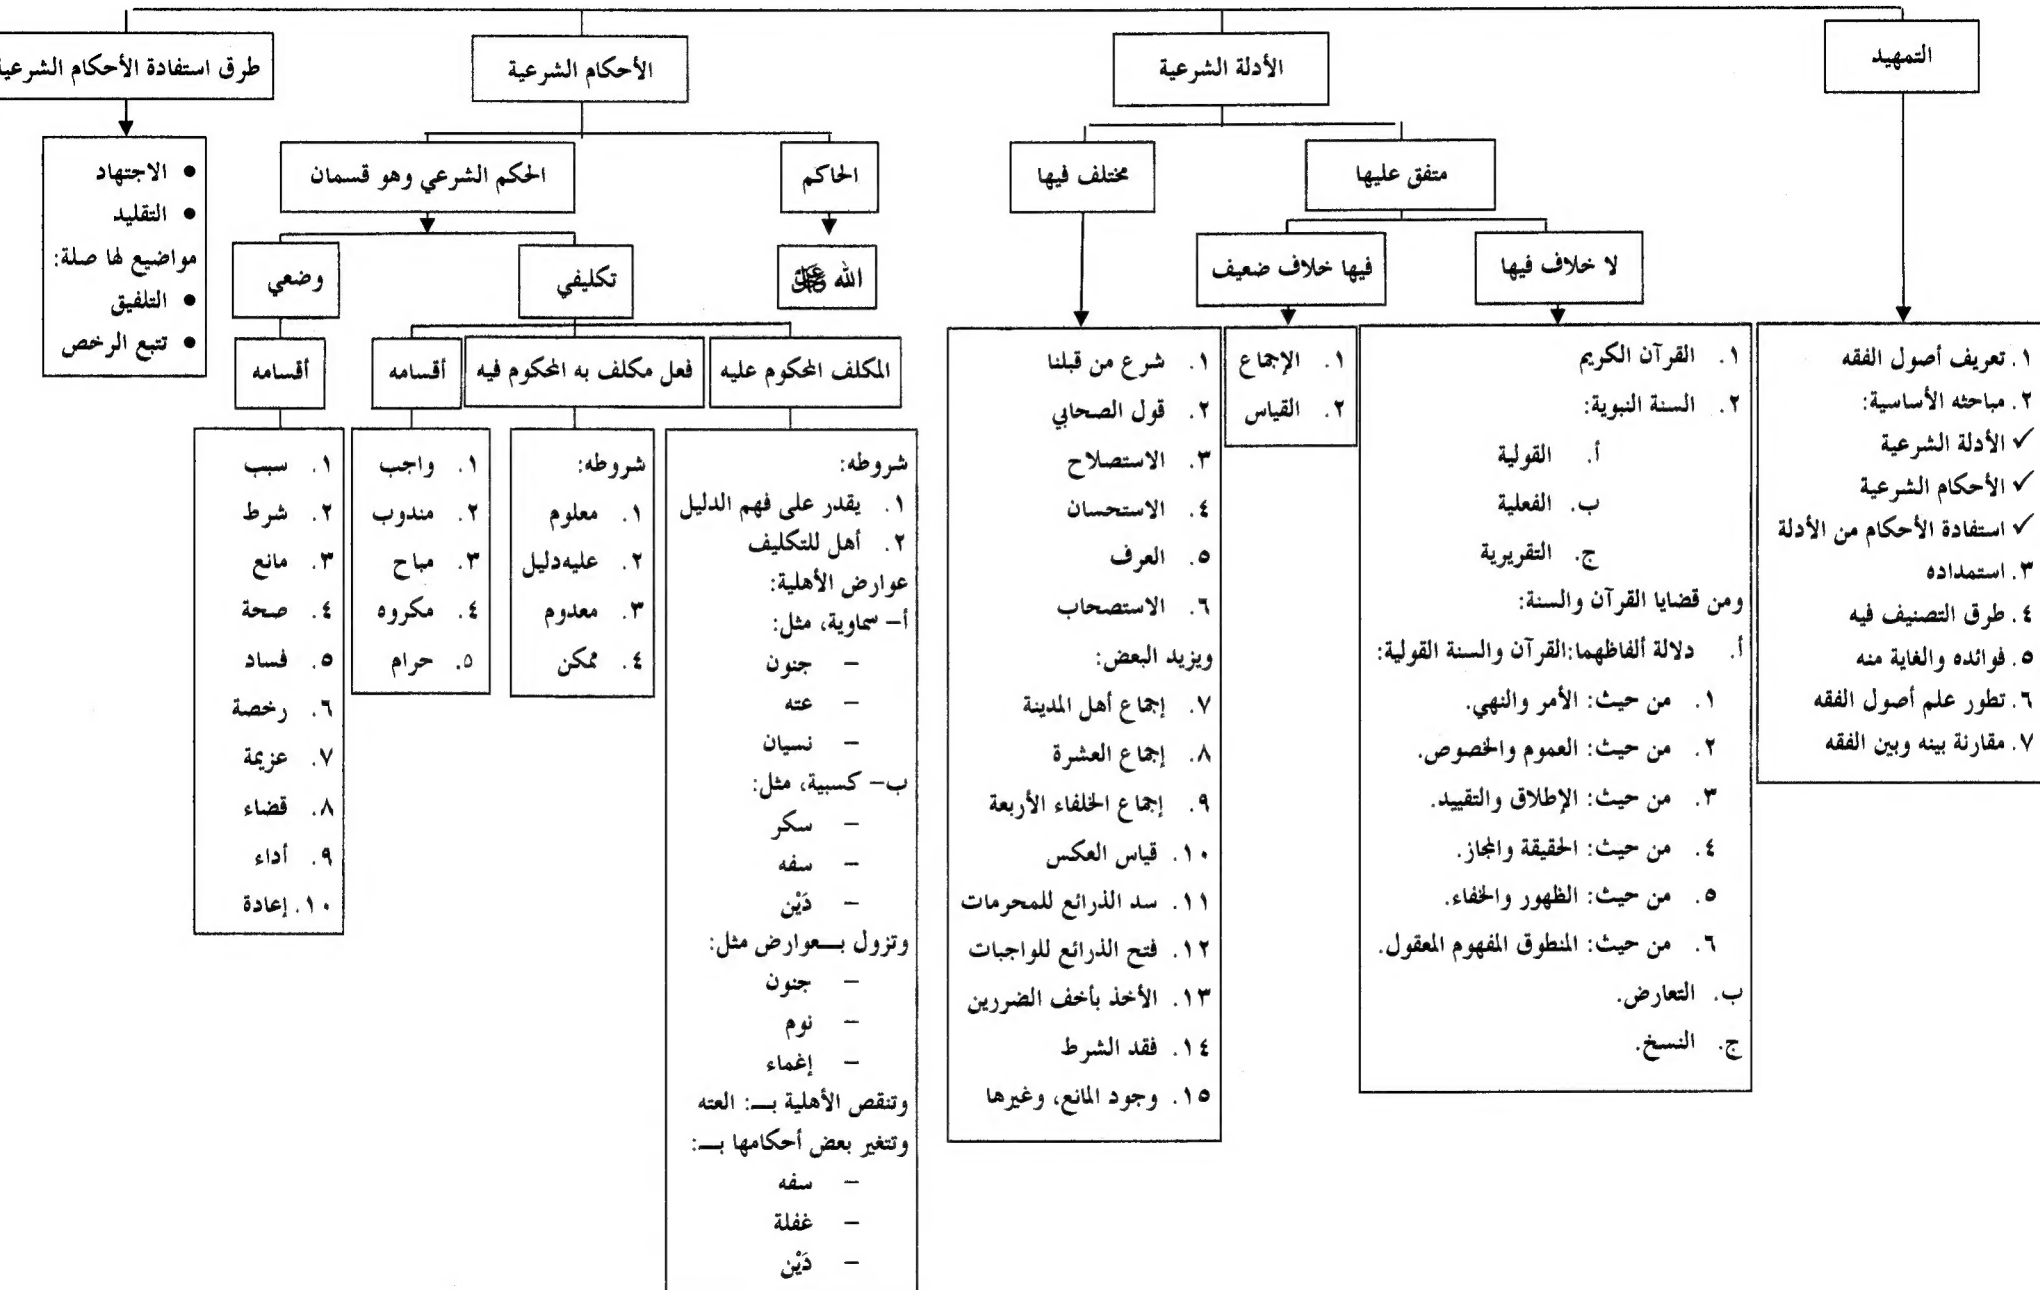 التمهيد
١. تعريف أصول الفقه
٢. مباحثه الأساسية:
✓ الأدلة الشرعية
✓ الأحكام الشرعية
✓ استفادة الأحكام من الأدلة
٣. استمداده
٤. طرق التصنيف فيه
٥. فوائده والغاية منه
٦. تطور علم أصول الفقه
٧. مقارنة بينه وبين الفقه
الأدلة الشرعية
متفق عليها
لا خلاف فيها
١. القرآن الكريم
٢. السنة النبوية:
أ. القولية
ب. الفعلية
ج. التقريرية
ومن قضايا القرآن والسنة:
أ. دلالة ألفاظهما:القرآن والسنة القولية:
١. من حيث: الأمر والنهي.
٢. من حيث: العموم والخصوص.
٣. من حيث: الإطلاق والتقييد.
٤. من حيث: الحقيقة والمجاز.
٥. من حيث: الظهور والخفاء.
٦. من حيث: المنطوق المفهوم المعقول.
ب. التعارض.
ج. النسخ.
فيها خلاف ضعيف
١. الإجماع
٢. القياس
مختلف فيها
١. شرع من قبلنا
٢. قول الصحابي
٣. الاستصلاح
٤. الاستحسان
٥. العرف
٦. الاستصحاب
ويزيد البعض:
٧. إجماع أهل المدينة
٨. إجماع العشرة
٩. إجماع الخلفاء الأربعة
١٠. قياس العكس
١١. سد الذرائع للمحرمات
١٢. فتح الذرائع للواجبات
١٣. الأخذ بأخف الضررين
١٤. فقد الشرط
١٥. وجود المانع، وغيرها
الأحكام الشرعية
الحاكم
الله ﷻ
الحكم الشرعي وهو قسمان
تكليفي
المكلف المحكوم عليه
شروطه:
١. يقدر على فهم الدليل
٢. أهل للتكليف
عوارض الأهلية:
أ– سماوية، مثل:
– جنون
– عته
– نسيان
ب– كسبية، مثل:
– سكر
– سفه
– دَيْن
وتزول بـعوارض مثل:
– جنون
– نوم
– إغماء
وتنقص الأهلية بـ: العته
وتتغير بعض أحكامها بـ:
– سفه
– غفلة
– دَيْن
فعل مكلف به المحكوم فيه
شروطه:
١. معلوم
٢. عليه‌دليل
٣. معدوم
٤. ممكن
أقسامه
١. واجب
٢. مندوب
٣. مباح
٤. مكروه
٥. حرام
وضعي
أقسامه
١. سبب
٢. شرط
٣. مانع
٤. صحة
٥. فساد
٦. رخصة
٧. عزيمة
٨. قضاء
٩. أداء
١٠. إعادة
طرق استفادة الأحكام الشرعية
• الاجتهاد
• التقليد
مواضيع لها صلة:
• التلفيق
• تتبع الرخص